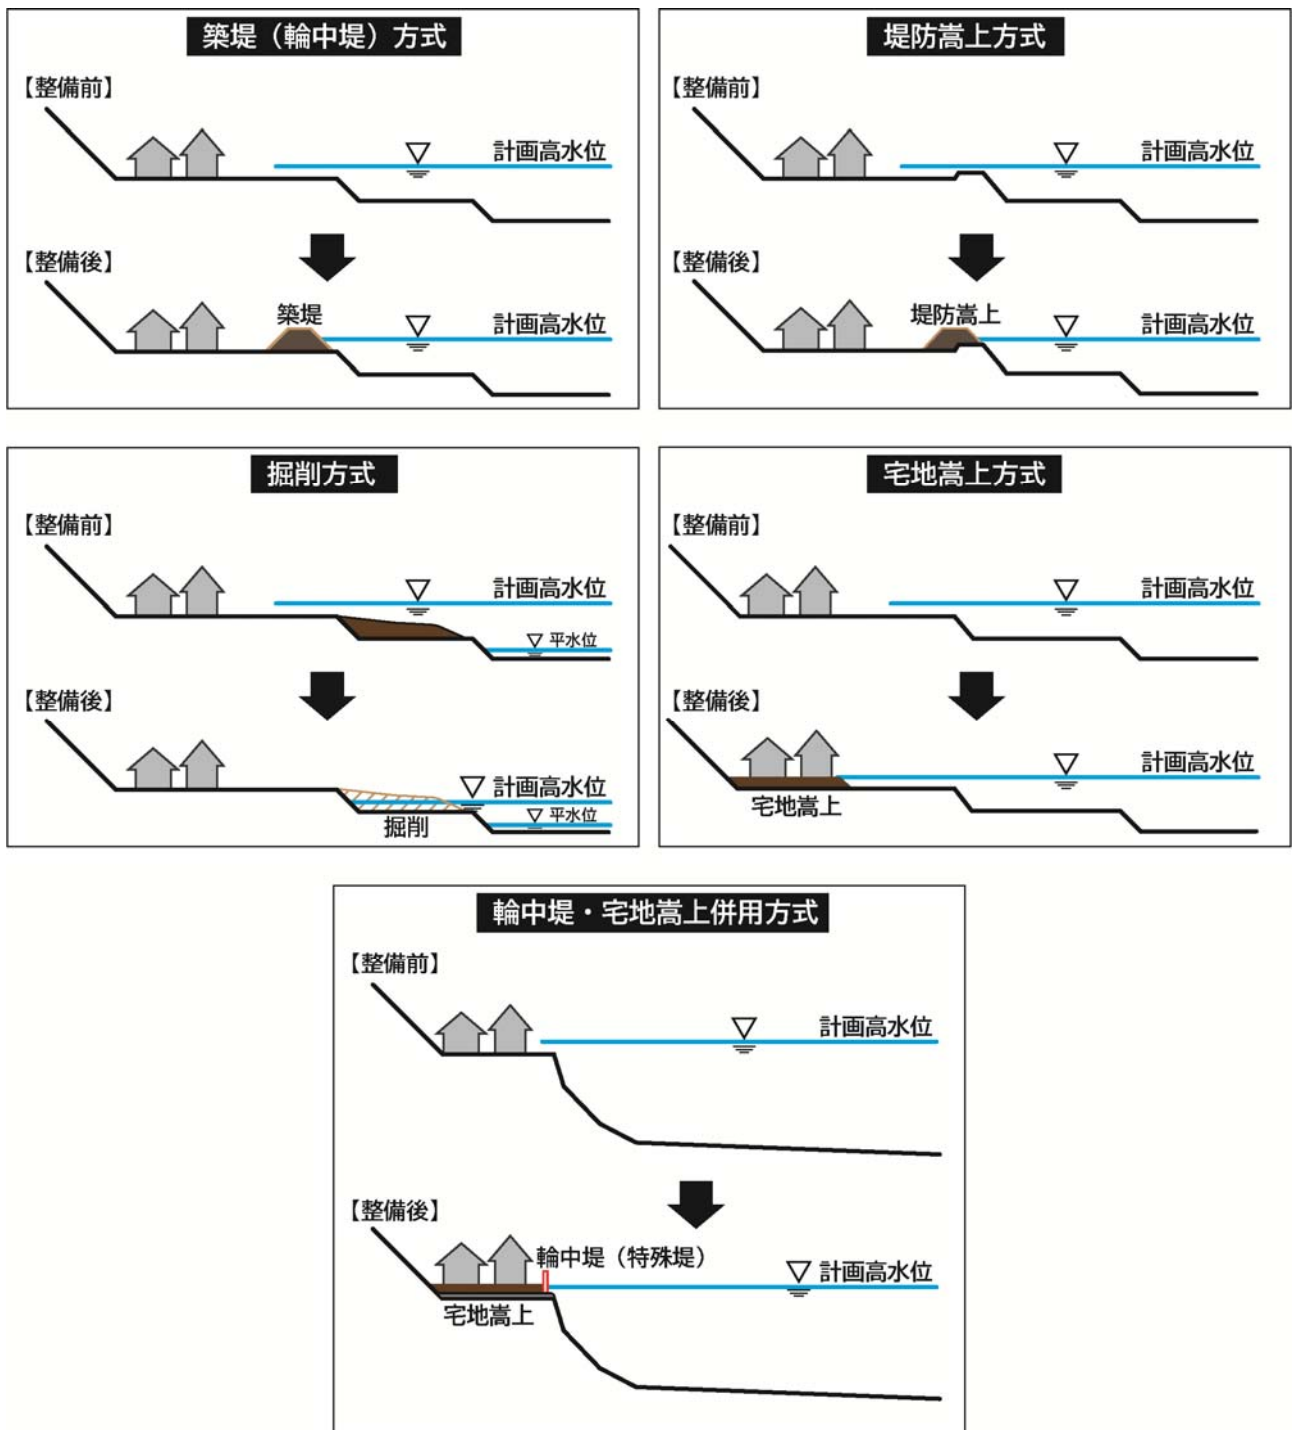 築堤（輪中堤）方式
【整備前】
計画高水位
【整備後】
築堤
計画高水位
堤防嵩上方式
【整備前】
計画高水位
【整備後】
堤防嵩上
計画高水位
掘削方式
【整備前】
計画高水位
平水位
【整備後】
計画高水位
平水位
掘削
宅地嵩上方式
【整備前】
計画高水位
【整備後】
計画高水位
宅地嵩上
輪中堤・宅地嵩上併用方式
【整備前】
計画高水位
【整備後】
輪中堤（特殊堤）
計画高水位
宅地嵩上